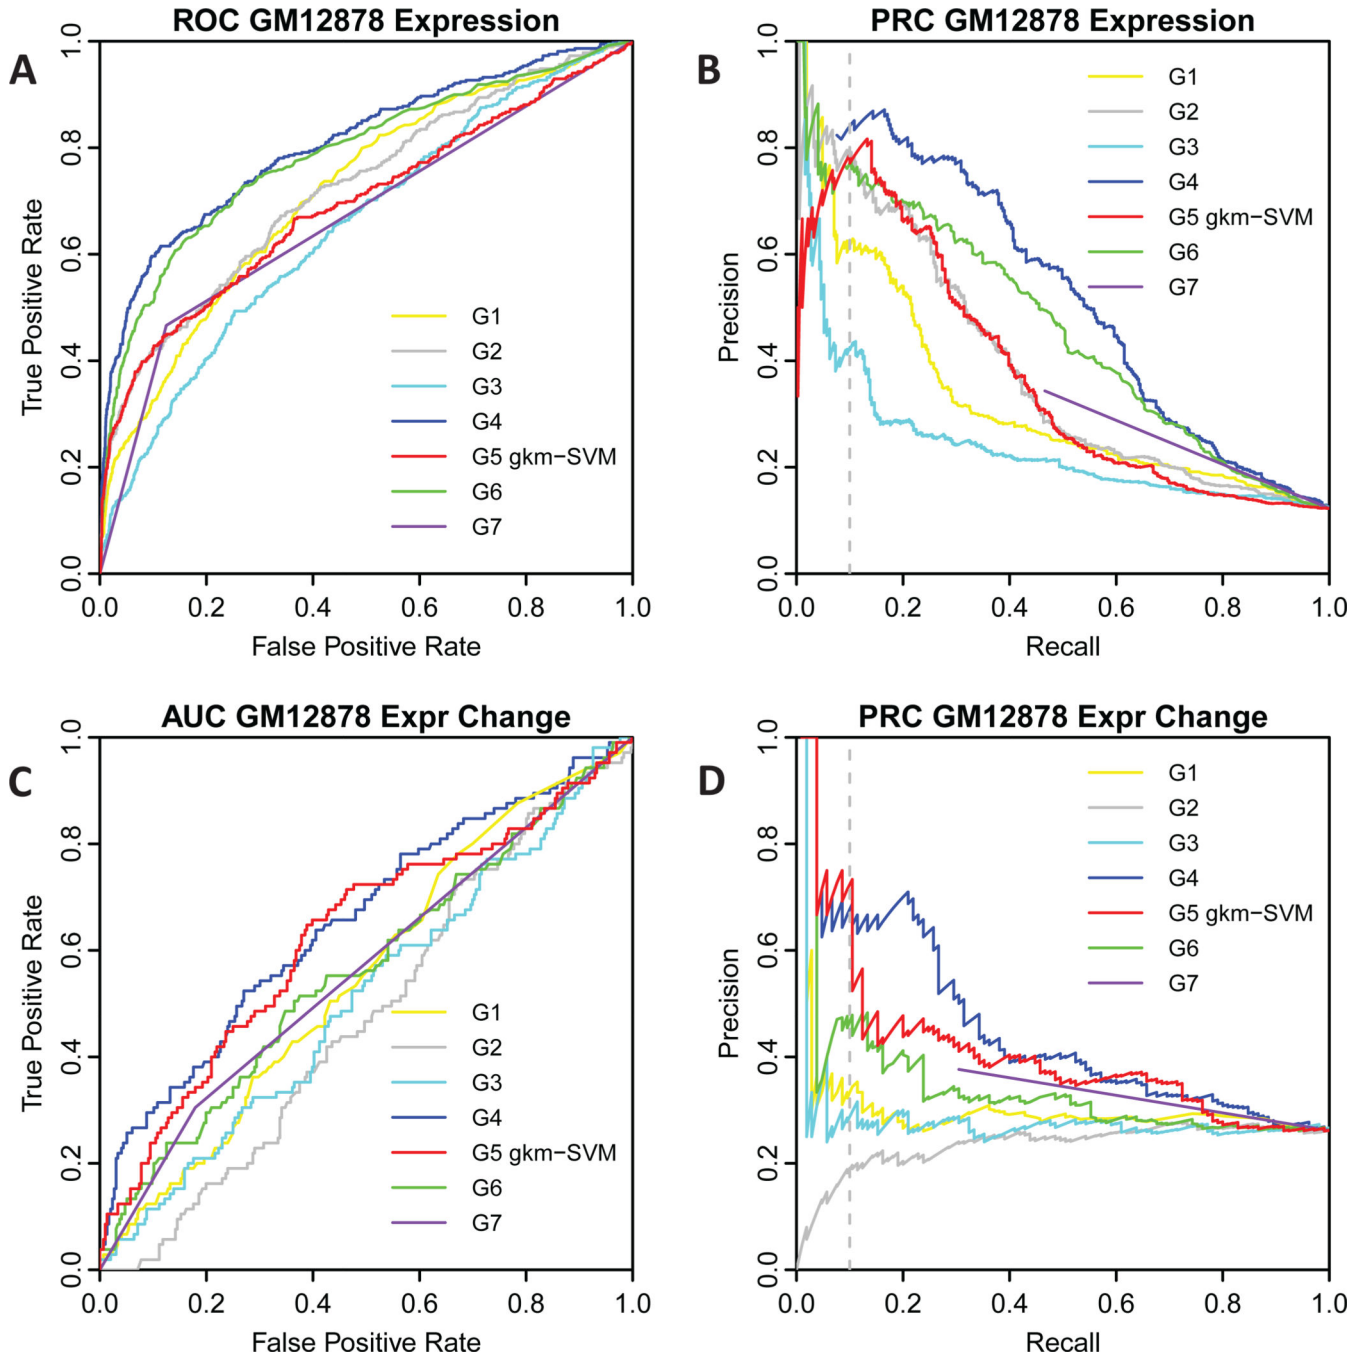 ROC GM12878 Expression
A
True Positive Rate
1.0
0.8
0.6
0.4
0.2
0.0
G1
G2
G3
G4
G5 gkm−SVM
G6
G7
0.0 0.2 0.4 0.6 0.8 1.0
False Positive Rate
PRC GM12878 Expression
B
Precision
1.0
0.8
0.6
0.4
0.2
0.0
G1
G2
G3
G4
G5 gkm−SVM
G6
G7
0.0 0.2 0.4 0.6 0.8 1.0
Recall
AUC GM12878 Expr Change
C
True Positive Rate
1.0
0.8
0.6
0.4
0.2
0.0
G1
G2
G3
G4
G5 gkm−SVM
G6
G7
0.0 0.2 0.4 0.6 0.8 1.0
False Positive Rate
PRC GM12878 Expr Change
D
Precision
1.0
0.8
0.6
0.4
0.2
0.0
G1
G2
G3
G4
G5 gkm−SVM
G6
G7
0.0 0.2 0.4 0.6 0.8 1.0
Recall